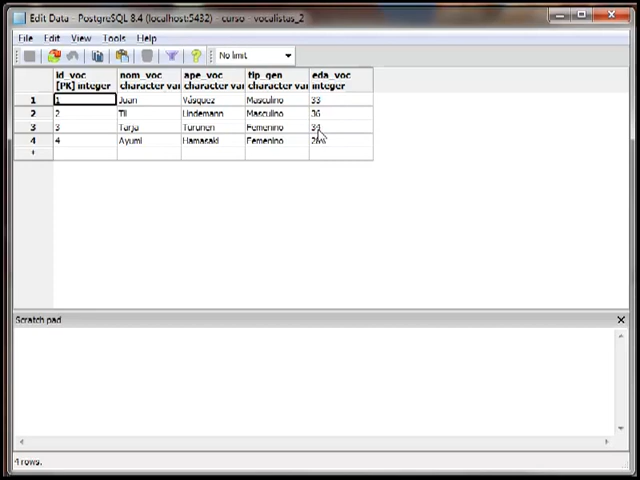 Edit Data - PostgreSQL 8.4 (localhost:5432) - curso - vocalistas_2
File Edit View Tools Help
No limit
id_voc nom_voc ape_voc tip_gen eda_voc
[PK] integer character var character var character var integer
1 1 Juan Vásquez Masculino 33
2 2 Til Lindemann Masculino 36
3 3 Tarja Turunen Femenino 34
4 4 Ayumi Hamasaki Femenino
*
Scratch pad
4 rows.